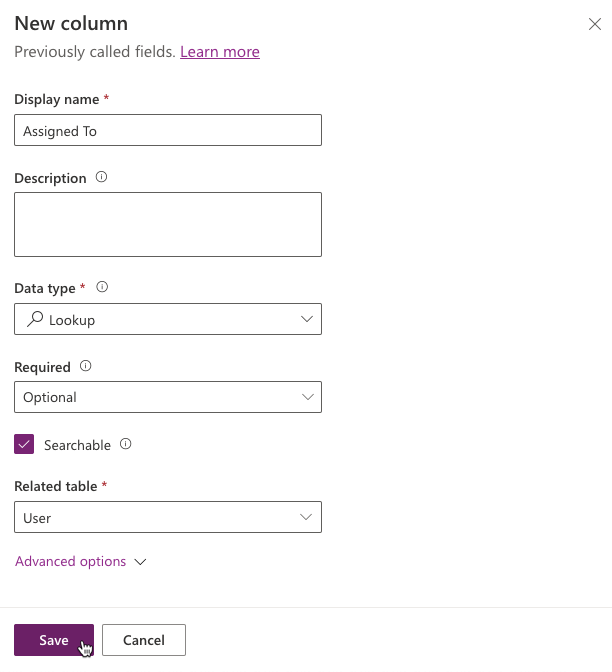 New column
Previously called fields. Learn more
Display name *
Assigned To
Description
Data type *
Lookup
Required
Optional
Searchable
Related table *
User
Advanced options
Save Cancel